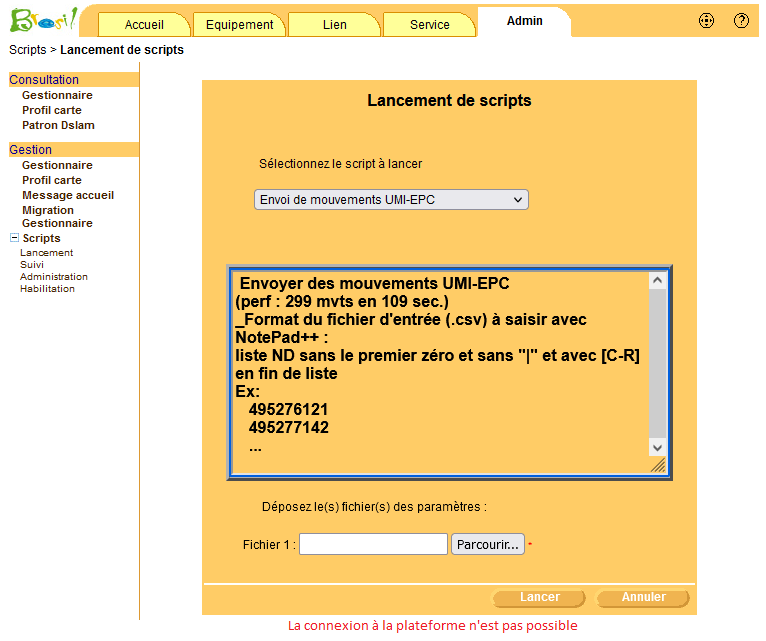 Brasil
Accueil
Equipement
Lien
Service
Admin
?
Scripts > Lancement de scripts
Consultation
Gestionnaire
Profil carte
Patron Dslam
Gestion
Gestionnaire
Profil carte
Message accueil
Migration
Gestionnaire
Scripts
Lancement
Suivi
Administration
Habilitation
Lancement de scripts
Sélectionnez le script à lancer
Envoi de mouvements UMI-EPC
Envoyer des mouvements UMI-EPC
(perf : 299 mvts en 109 sec.)
_Format du fichier d'entrée (.csv) à saisir avec
NotePad++ :
liste ND sans le premier zéro et sans "|" et avec [C-R]
en fin de liste
Ex:
495276121
495277142
...
Déposez le(s) fichier(s) des paramètres :
Fichier 1 :
Parcourir... *
Lancer
Annuler
La connexion à la plateforme n'est pas possible